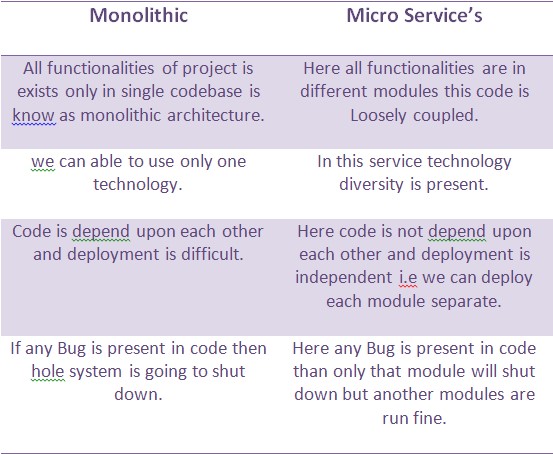 Monolithic
Micro Service’s
All functionalities of project is
exists only in single codebase is
know as monolithic architecture.
Here all functionalities are in
different modules this code is
Loosely coupled.
we can able to use only one
technology.
In this service technology
diversity is present.
Code is depend upon each other
and deployment is difficult.
Here code is not depend upon
each other and deployment is
independent i.e we can deploy
each module separate.
If any Bug is present in code then
hole system is going to shut
down.
Here any Bug is present in code
than only that module will shut
down but another modules are
run fine.